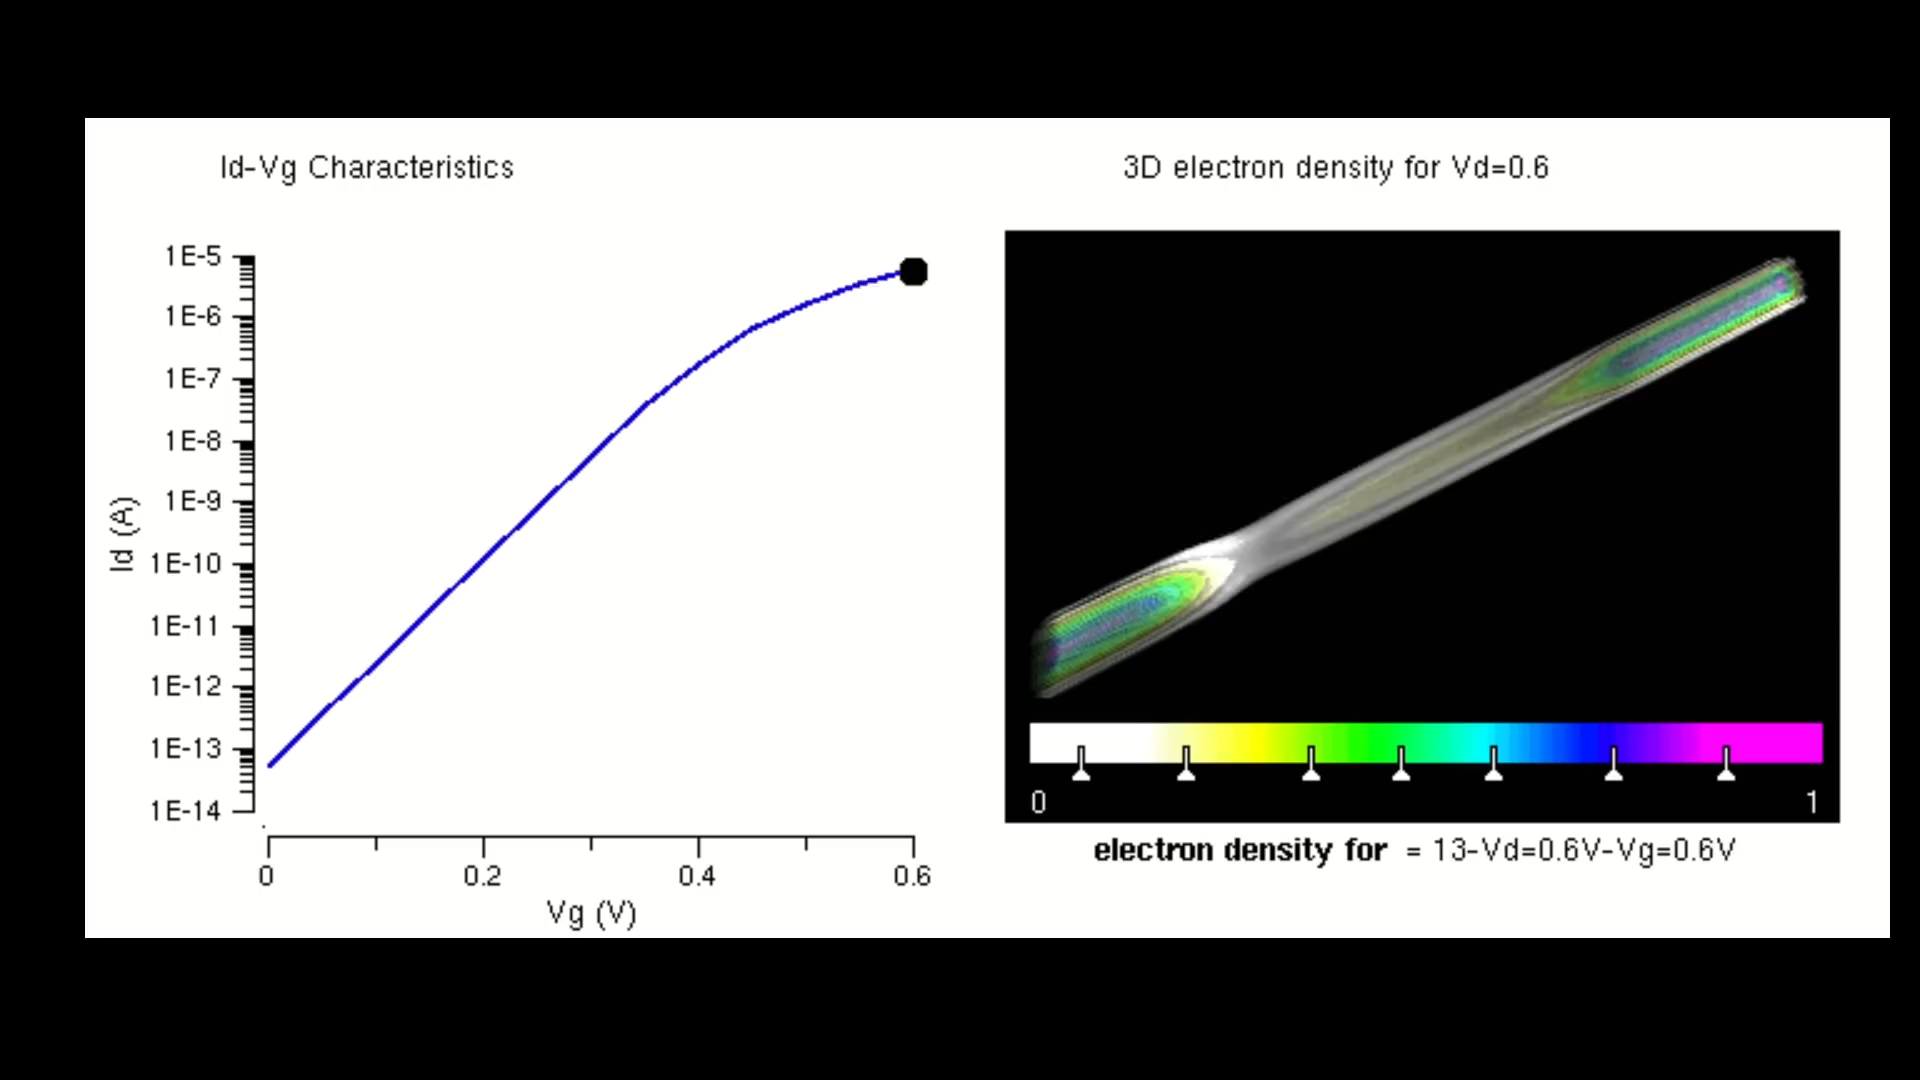 Id-Vg Characteristics
1E-5
1E-6
1E-7
1E-8
1E-9
1E-10
1E-11
1E-12
1E-13
1E-14
Id (A)
0 0.2 0.4 0.6
Vg (V)
3D electron density for Vd=0.6
0 1
electron density for = 13-Vd=0.6V-Vg=0.6V